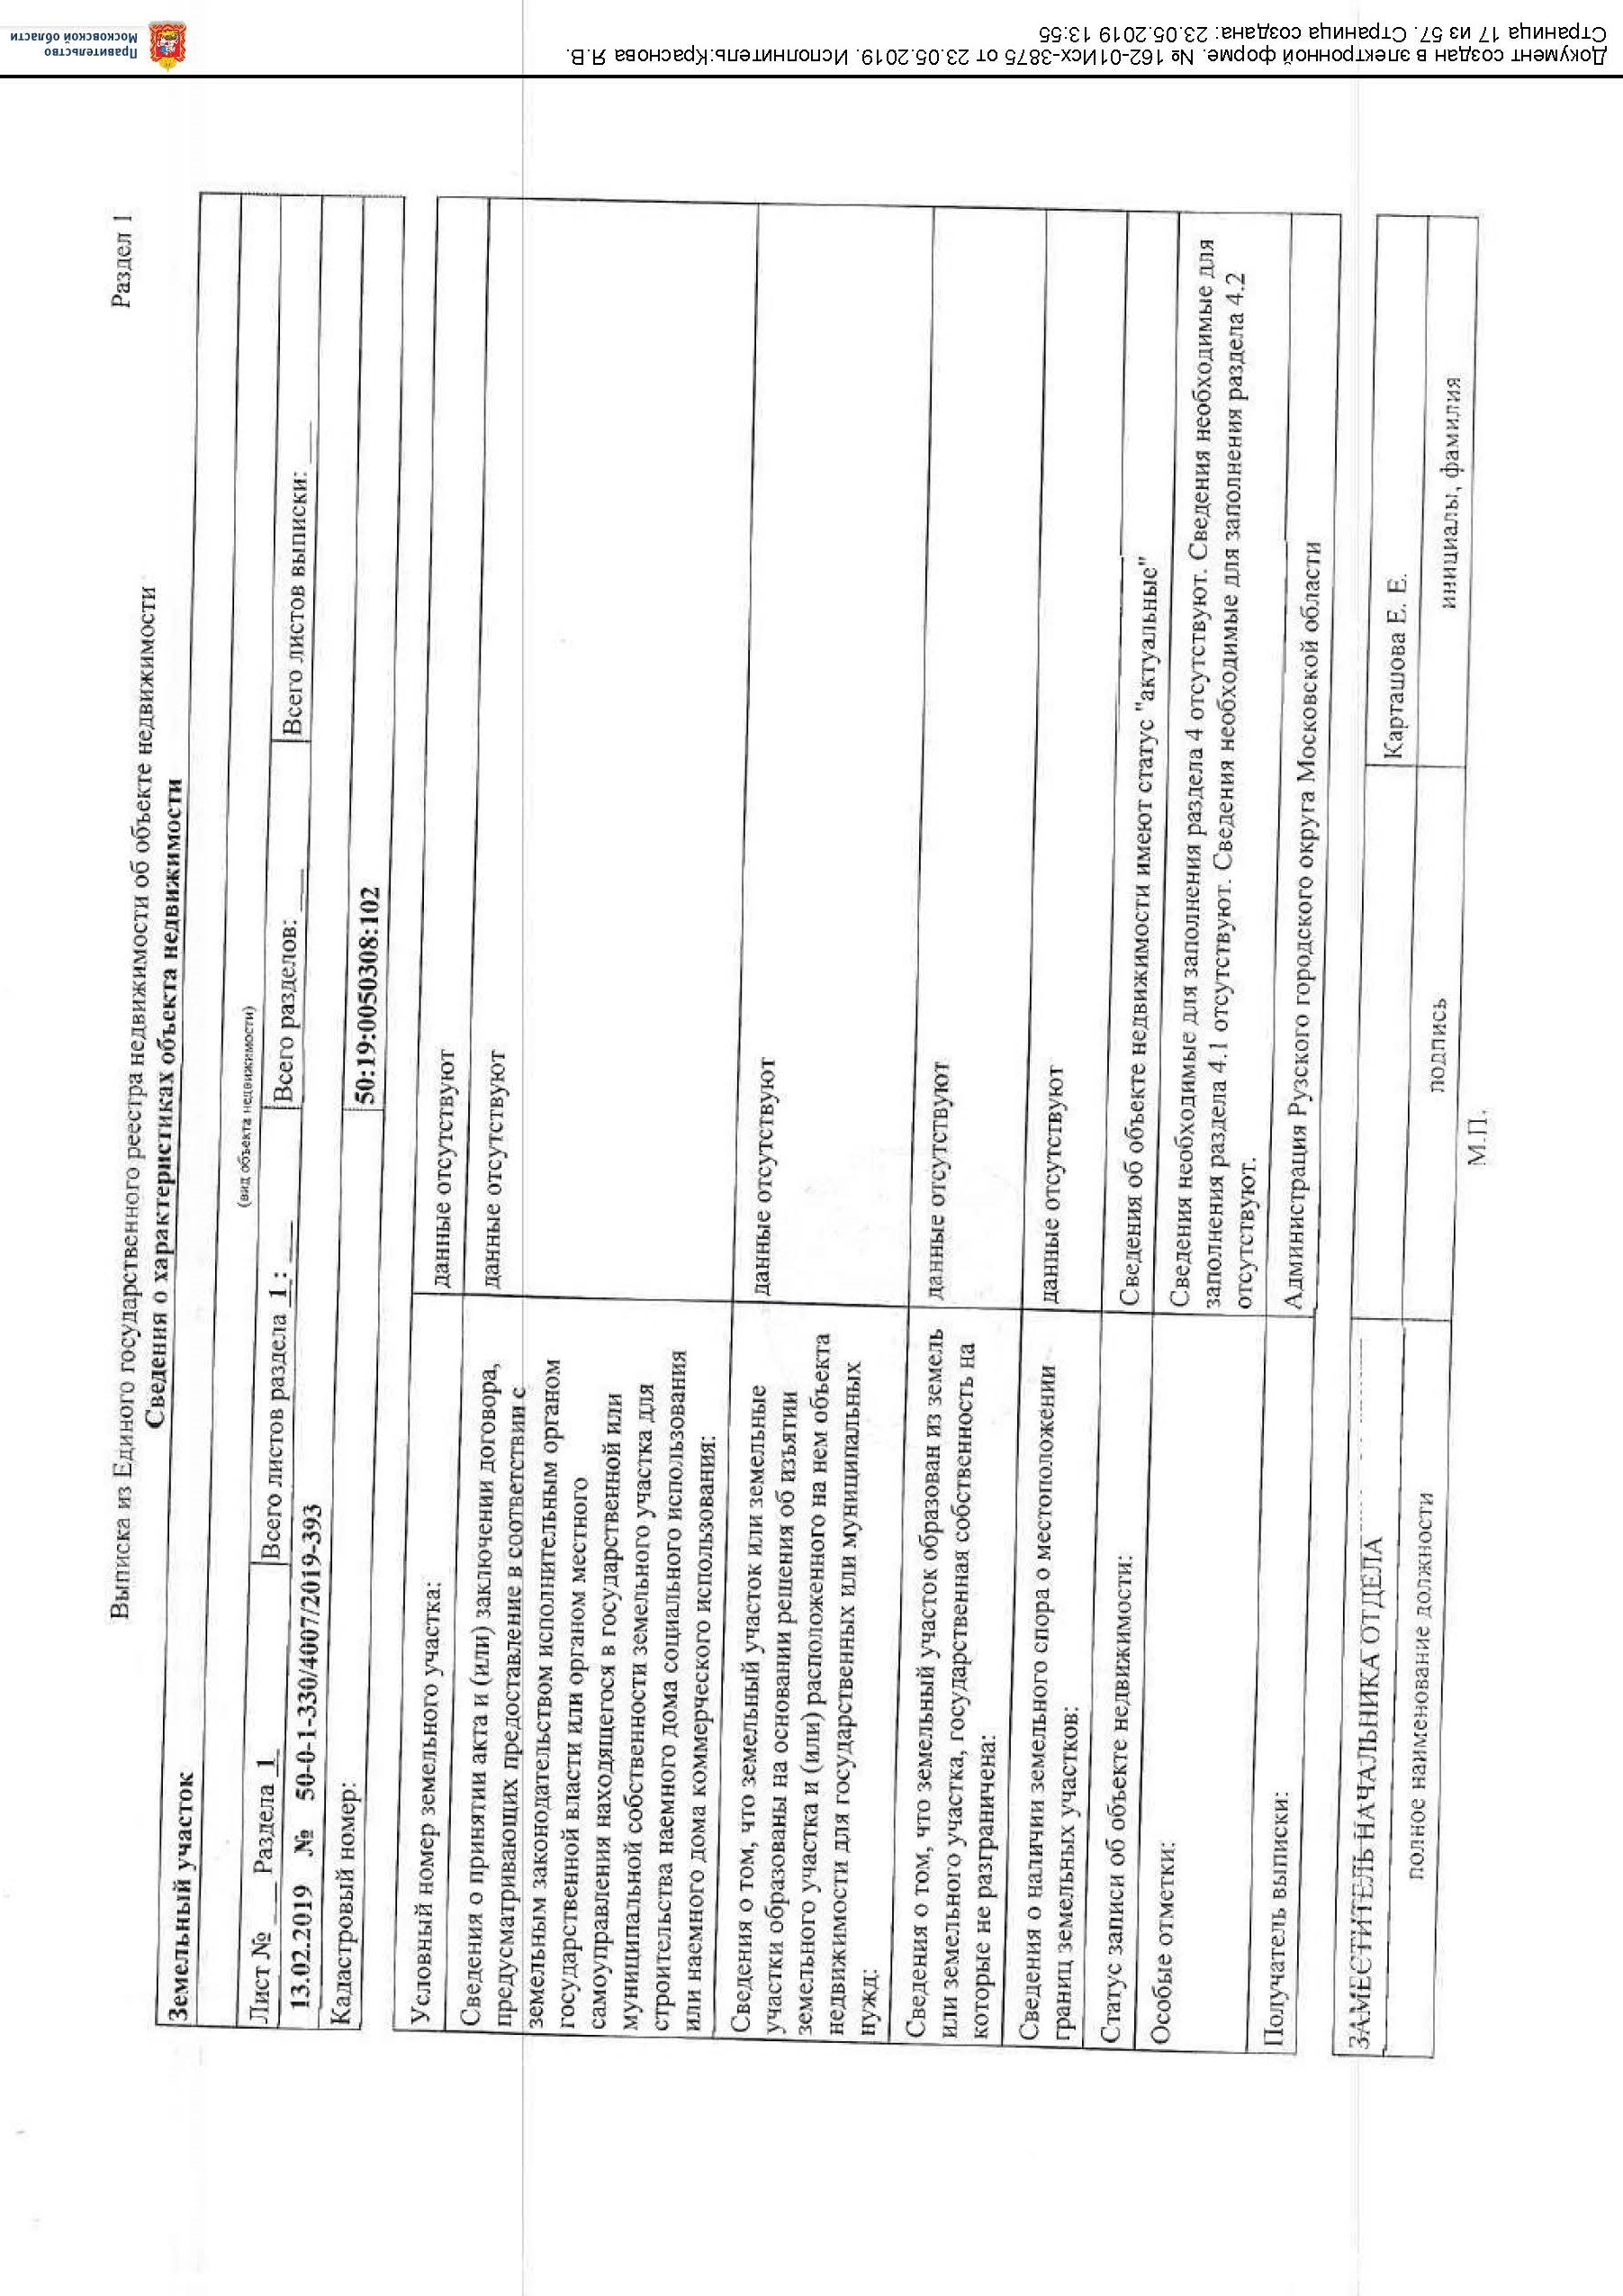 Документ создан в электронной форме. № 162-01Исх-3875 от 23.05.2019. Исполнитель:Краснова Я.В.
Страница 17 из 57. Страница создана: 23.05.2019 13:55
Правительство
Московской области
Раздел 1
Выписка из Единого государственного реестра недвижимости об объекте недвижимости
Сведения о характеристиках объекта недвижимости
Земельный участок
(вид объекта недвижимости)
Лист № ___ Раздела 1 Всего листов раздела 1 : ___ Всего разделов: ___ Всего листов выписки: ___
13.02.2019 № 50-0-1-330/4007/2019-393
Кадастровый номер: 50:19:0050308:102
Условный номер земельного участка: данные отсутствуют
Сведения о принятии акта и (или) заключении договора, данные отсутствуют
предусматривающих предоставление в соответствии с
земельным законодательством исполнительным органом
государственной власти или органом местного
самоуправления находящегося в государственной или
муниципальной собственности земельного участка для
строительства наемного дома социального использования
или наемного дома коммерческого использования:
Сведения о том, что земельный участок или земельные данные отсутствуют
участки образованы на основании решения об изъятии
земельного участка и (или) расположенного на нем объекта
недвижимости для государственных или муниципальных
нужд:
Сведения о том, что земельный участок образован из земель данные отсутствуют
или земельного участка, государственная собственность на
которые не разграничена:
Сведения о наличии земельного спора о местоположении данные отсутствуют
границ земельных участков:
Статус записи об объекте недвижимости: Сведения об объекте недвижимости имеют статус "актуальные"
Особые отметки: Сведения необходимые для заполнения раздела 4 отсутствуют. Сведения необходимые для
заполнения раздела 4.1 отсутствуют. Сведения необходимые для заполнения раздела 4.2
отсутствуют.
Получатель выписки: Администрация Рузского городского округа Московской области
ЗАМЕСТИТЕЛЬ НАЧАЛЬНИКА ОТДЕЛА Карташова Е. Е.
полное наименование должности подпись инициалы, фамилия
М.П.